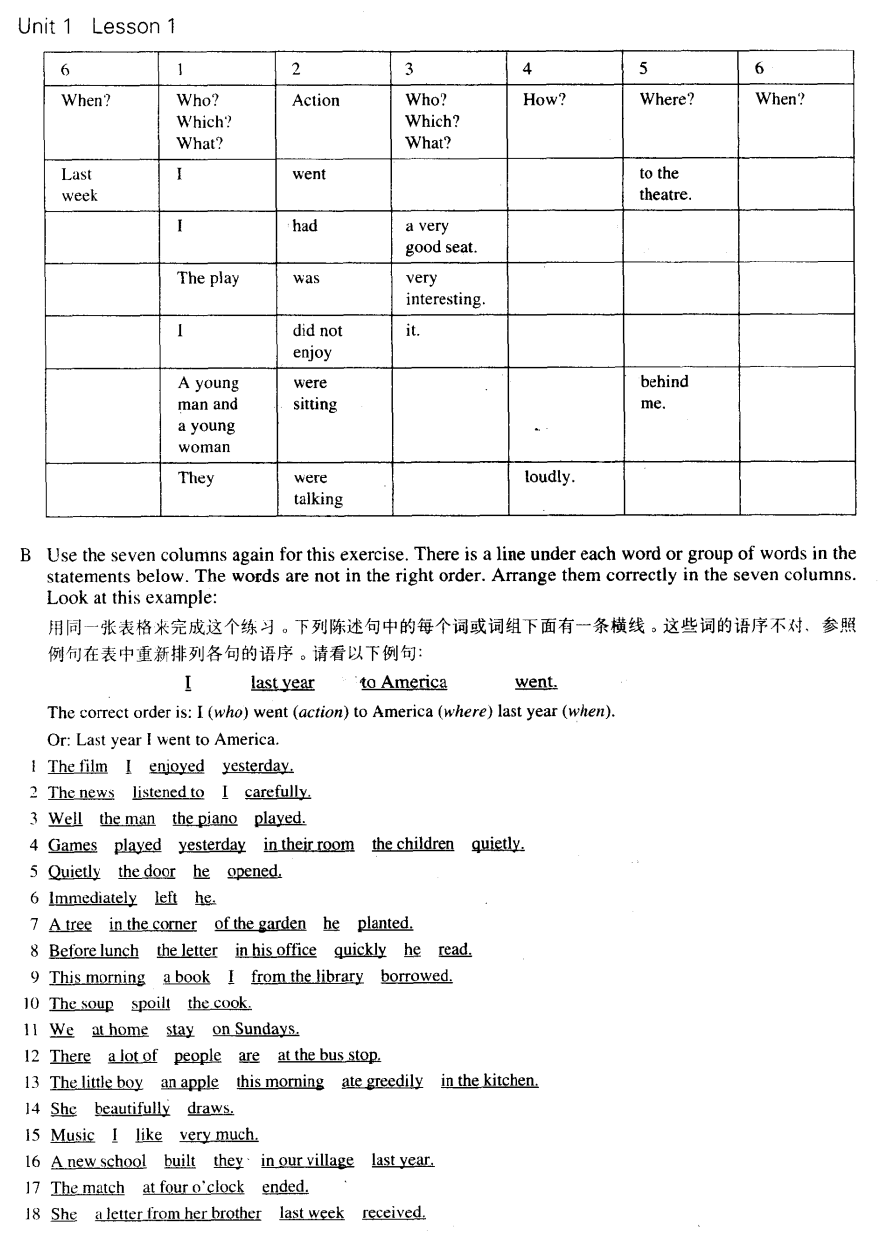 Unit 1 Lesson 1
6 1 2 3 4 5 6
When? Who? Action Who? How? Where? When?
Which? Which?
What? What?
Last I went to the
week theatre.
I had a very
good seat.
The play was very
interesting.
I did not it.
enjoy
A young were behind
man and sitting me.
a young
woman
They were loudly.
talking
B Use the seven columns again for this exercise. There is a line under each word or group of words in the
statements below. The words are not in the right order. Arrange them correctly in the seven columns.
Look at this example:
用同一张表格来完成这个练习。下列陈述句中的每个词或词组下面有一条横线。这些词的语序不对、参照
例句在表中重新排列各句的语序。请看以下例句:
I last year to America went.
The correct order is: I (who) went (action) to America (where) last year (when).
Or: Last year I went to America.
1 The film I enjoyed yesterday.
2 The news listened to I carefully.
3 Well the man the piano played.
4 Games played yesterday in their room the children quietly.
5 Quietly the door he opened.
6 Immediately left he.
7 A tree in the corner of the garden he planted.
8 Before lunch the letter in his office quickly he read.
9 This morning a book I from the library borrowed.
10 The soup spoilt the cook.
11 We at home stay on Sundays.
12 There a lot of people are at the bus stop.
13 The little boy an apple this morning ate greedily in the kitchen.
14 She beautifully draws.
15 Music I like very much.
16 A new school built they in our village last year.
17 The match at four o'clock ended.
18 She a letter from her brother last week received.